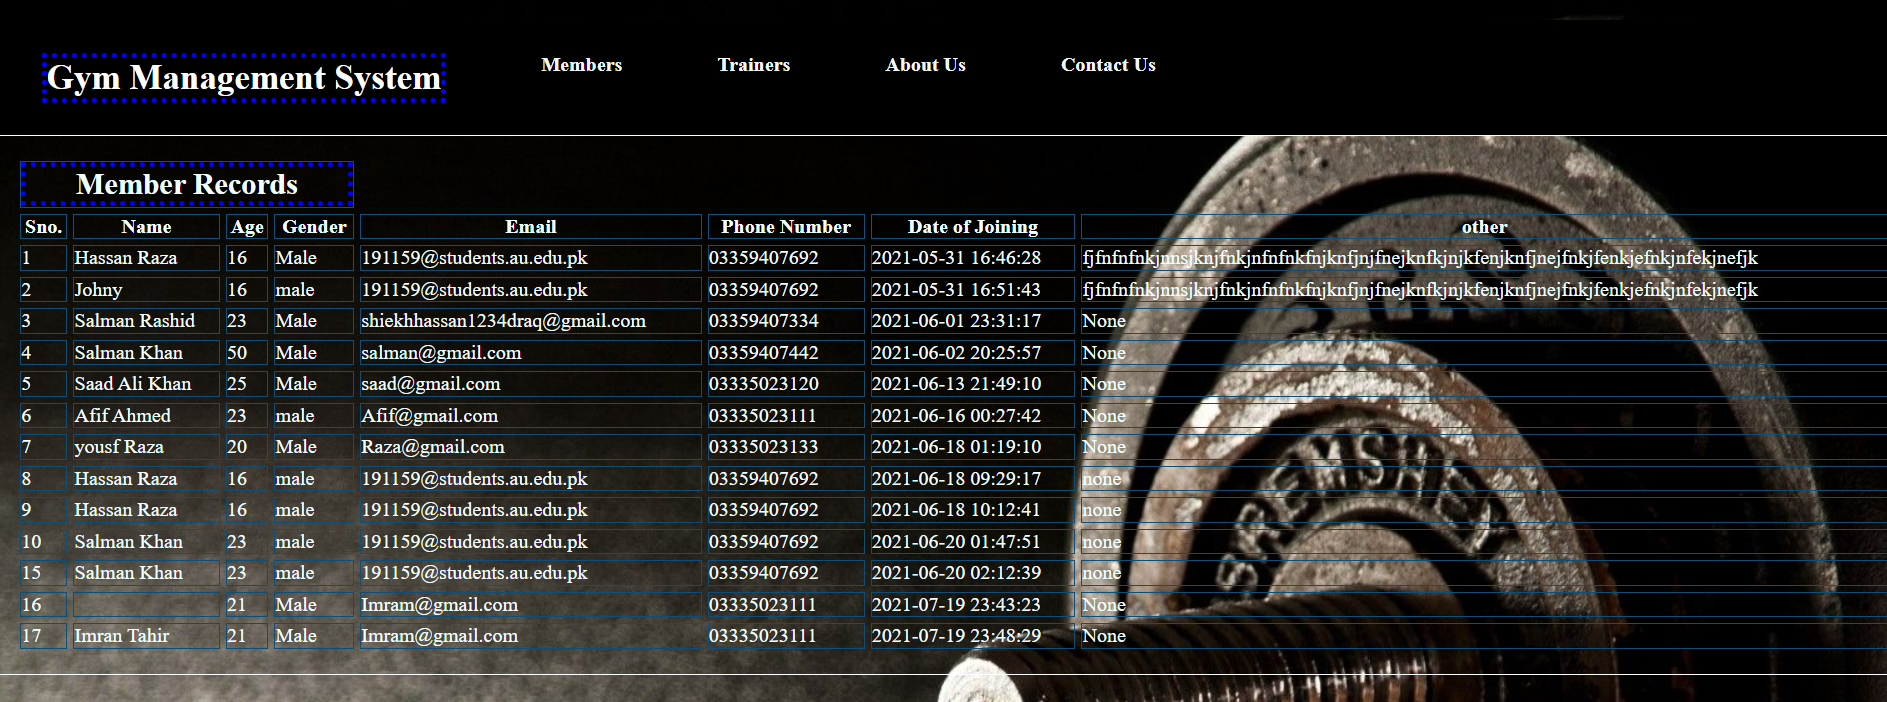 Gym Management System Members Trainers About Us Contact Us
Member Records
Sno. Name Age Gender Email Phone Number Date of Joining other
1 Hassan Raza 16 Male 191159@students.au.edu.pk 03359407692 2021-05-31 16:46:28 fjfnfnfnkjnnsjknjfnkjnfnfnkfnjknfjnjfnejknfkjnjkfenjknfjnejfnkjfenkjefnkjnfekjnefjk
2 Johny 16 male 191159@students.au.edu.pk 03359407692 2021-05-31 16:51:43 fjfnfnfnkjnnsjknjfnkjnfnfnkfnjknfjnjfnejknfkjnjkfenjknfjnejfnkjfenkjefnkjnfekjnefjk
3 Salman Rashid 23 Male shiekhhassan1234draq@gmail.com 03359407334 2021-06-01 23:31:17 None
4 Salman Khan 50 Male salman@gmail.com 03359407442 2021-06-02 20:25:57 None
5 Saad Ali Khan 25 Male saad@gmail.com 03335023120 2021-06-13 21:49:10 None
6 Afif Ahmed 23 male Afif@gmail.com 03335023111 2021-06-16 00:27:42 None
7 yousf Raza 20 Male Raza@gmail.com 03335023133 2021-06-18 01:19:10 None
8 Hassan Raza 16 male 191159@students.au.edu.pk 03359407692 2021-06-18 09:29:17 none
9 Hassan Raza 16 male 191159@students.au.edu.pk 03359407692 2021-06-18 10:12:41 none
10 Salman Khan 23 male 191159@students.au.edu.pk 03359407692 2021-06-20 01:47:51 none
15 Salman Khan 23 male 191159@students.au.edu.pk 03359407692 2021-06-20 02:12:39 none
16 21 Male Imram@gmail.com 03335023111 2021-07-19 23:43:23 None
17 Imran Tahir 21 Male Imram@gmail.com 03335023111 2021-07-19 23:48:29 None